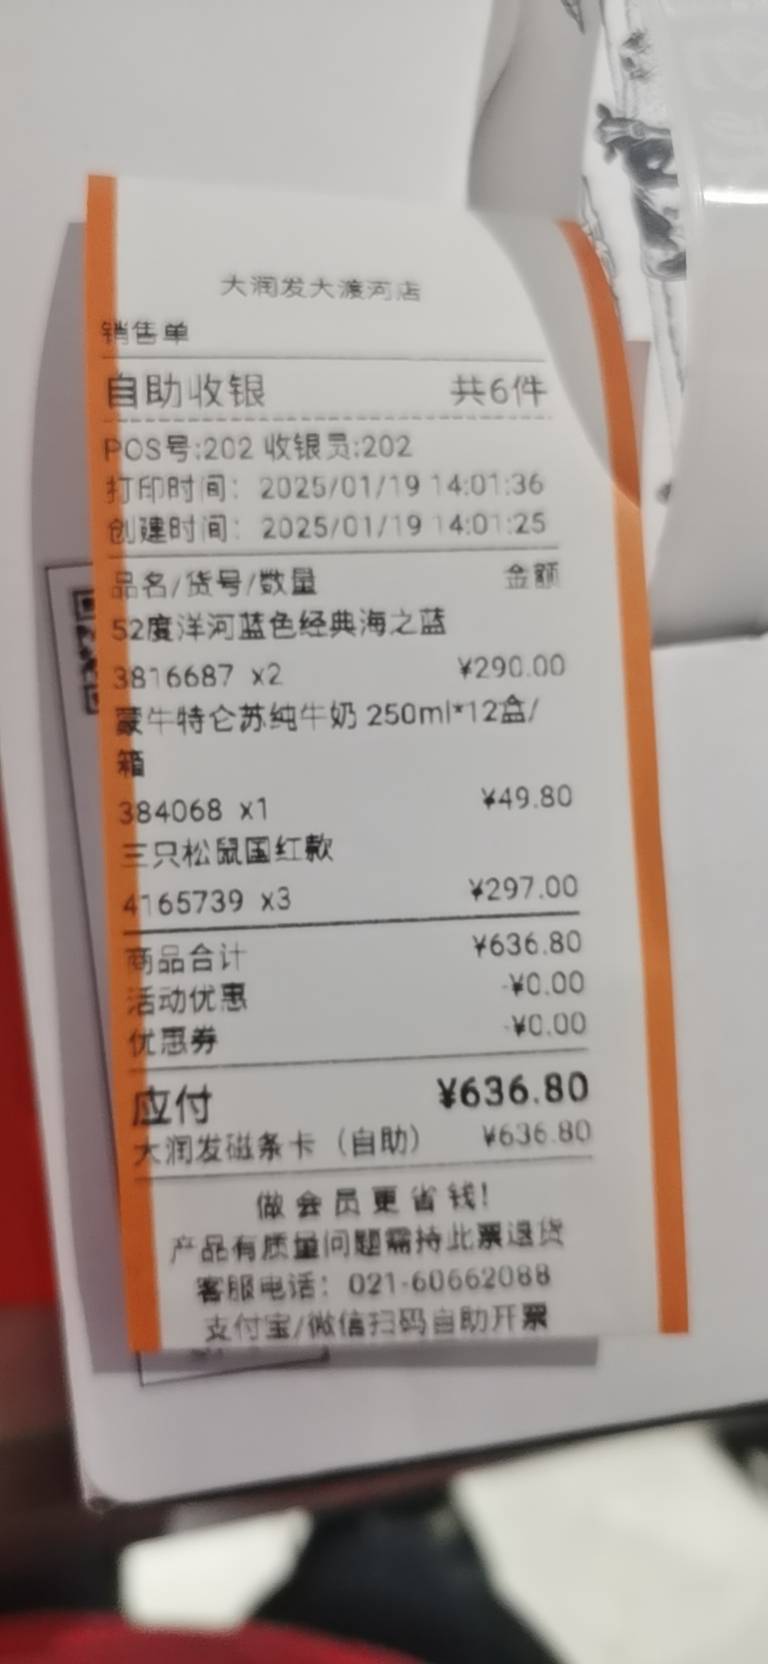 大润发大渡河店
销售单
自助收银 共6件
POS号:202 收银员:202
打印时间: 2025/01/19 14:01:36
创建时间: 2025/01/19 14:01:25
品名/货号/数量 金额
52度洋河蓝色经典海之蓝
3816687 x2 ¥290.00
蒙牛特仑苏纯牛奶 250ml*12盒/
箱
384068 x1 ¥49.80
三只松鼠国红款
4165739 x3 ¥297.00
商品合计 ¥636.80
活动优惠 -¥0.00
优惠券 -¥0.00
应付 ¥636.80
大润发磁条卡（自助） ¥636.80
做会员更省钱!
产品有质量问题需持此票退货
客服电话: 021-60662088
支付宝/微信扫码自助开票